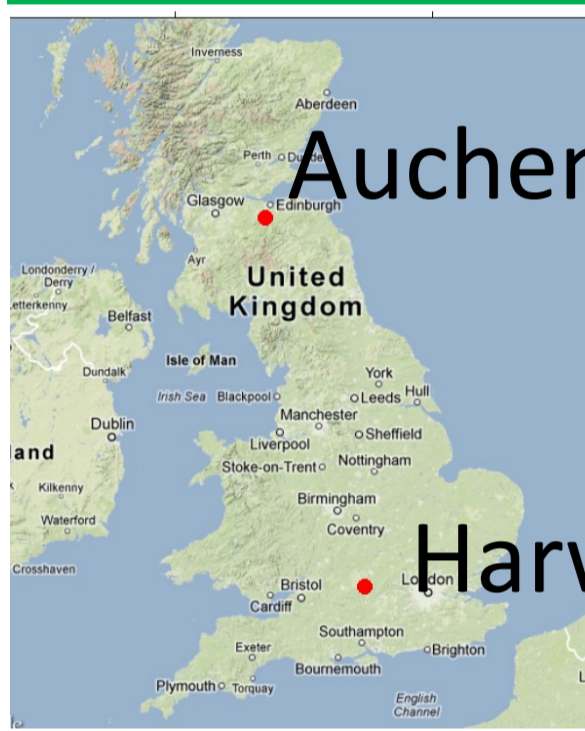 Inverness
Aberdeen
Perth
Auchen
Glasgow
Edinburgh
Ayr
United
Kingdom
Londonderry /
Derry
etterkenny
Belfast
Isle of Man
Dundalk
York
Irish Sea
Blackpool
Leeds
Hull
Manchester
Dublin
Liverpool
Sheffield
land
Stoke-on-Trent
Nottingham
Kilkenny
Birmingham
Waterford
Coventry
Harw
Crosshaven
Bristol
London
Cardiff
Southampton
Exeter
Brighton
Bournemouth
Plymouth
Torquay
English
Channel